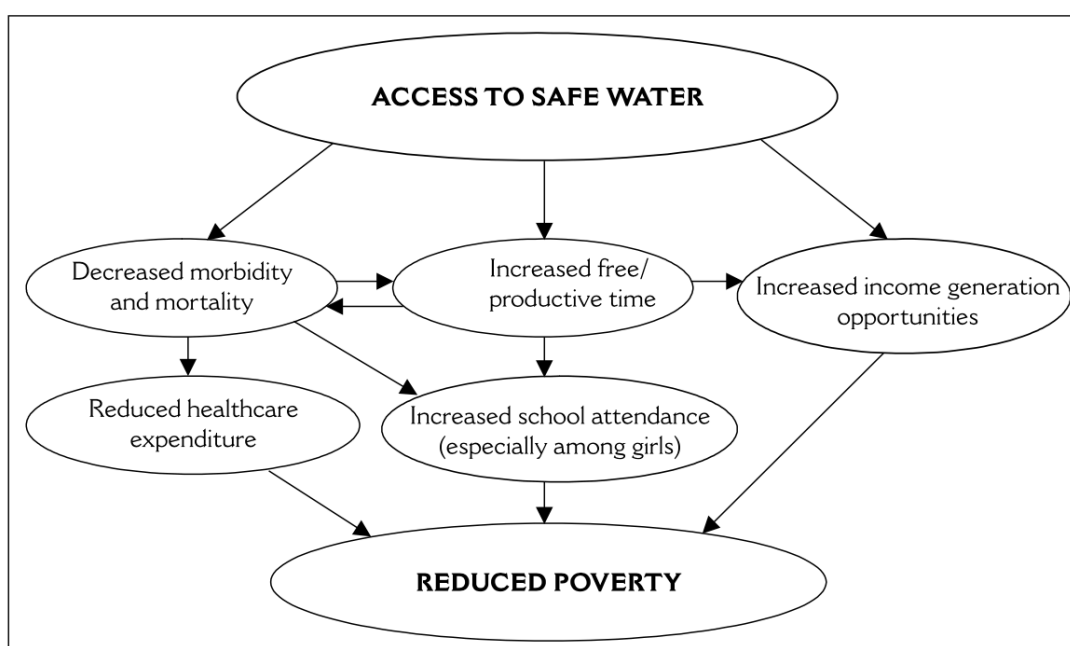 ACCESS TO SAFE WATER
Decreased morbidity
and mortality
Increased free/
productive time
Increased income generation
opportunities
Reduced healthcare
expenditure
Increased school attendance
(especially among girls)
REDUCED POVERTY